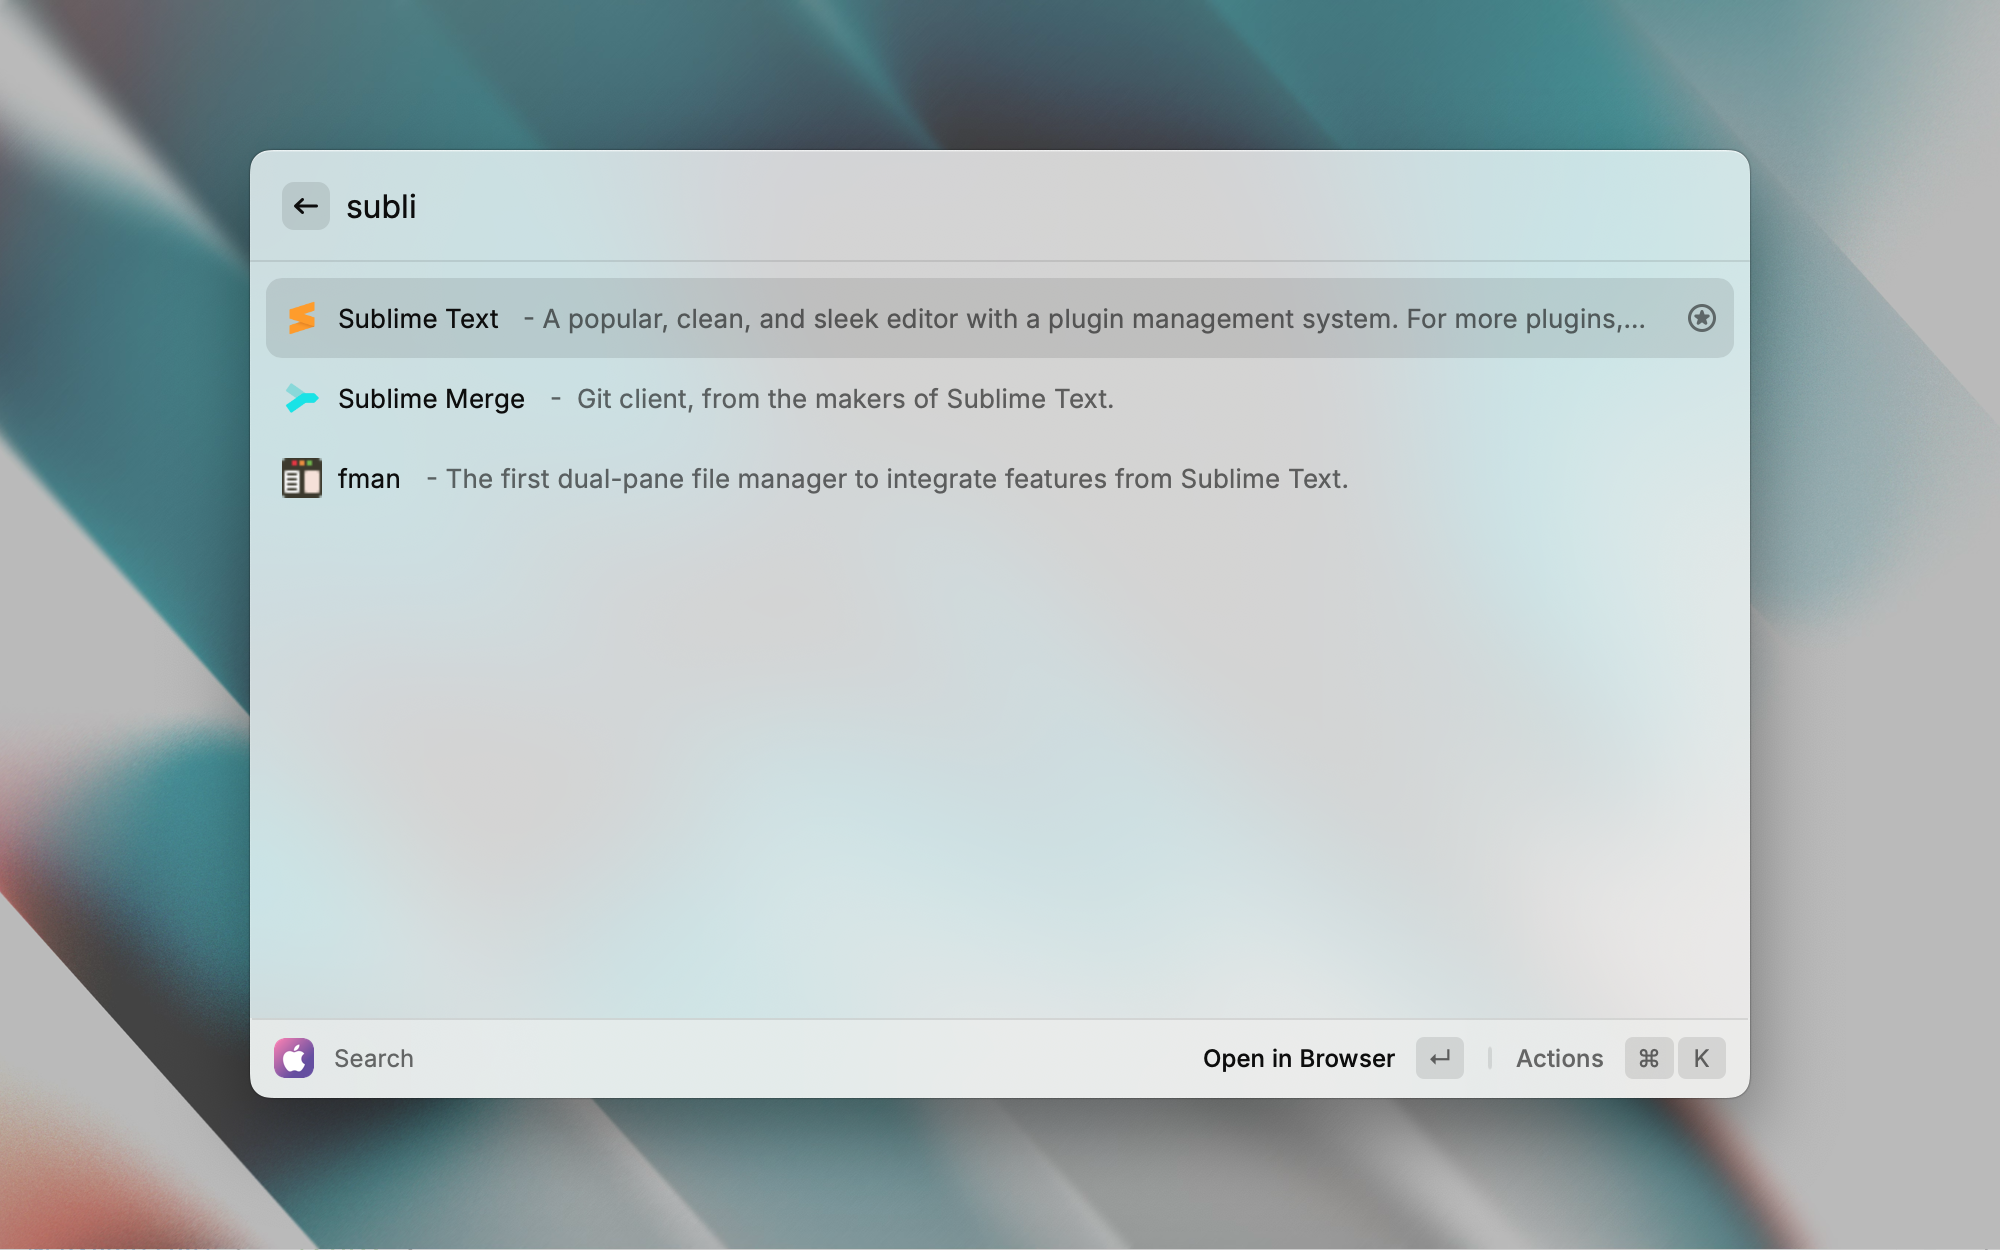 subli
Sublime Text - A popular, clean, and sleek editor with a plugin management system. For more plugins,...
Sublime Merge - Git client, from the makers of Sublime Text.
fman - The first dual-pane file manager to integrate features from Sublime Text.
Search Open in Browser ↵ | Actions ⌘ K